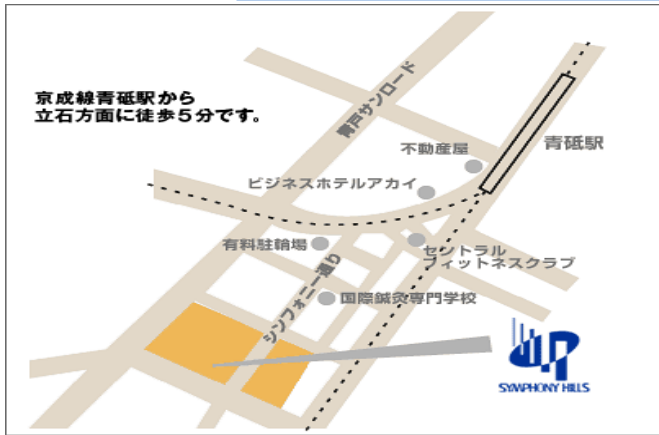 京成線青砥駅から
立石方面に徒歩５分です。
青戸サンロード
不動産屋
青砥駅
ビジネスホテルアカイ
有料駐輪場
セントラル
フィットネスクラブ
シンフォニー通り
国際鍼灸専門学校
SYMPHONY HILLS